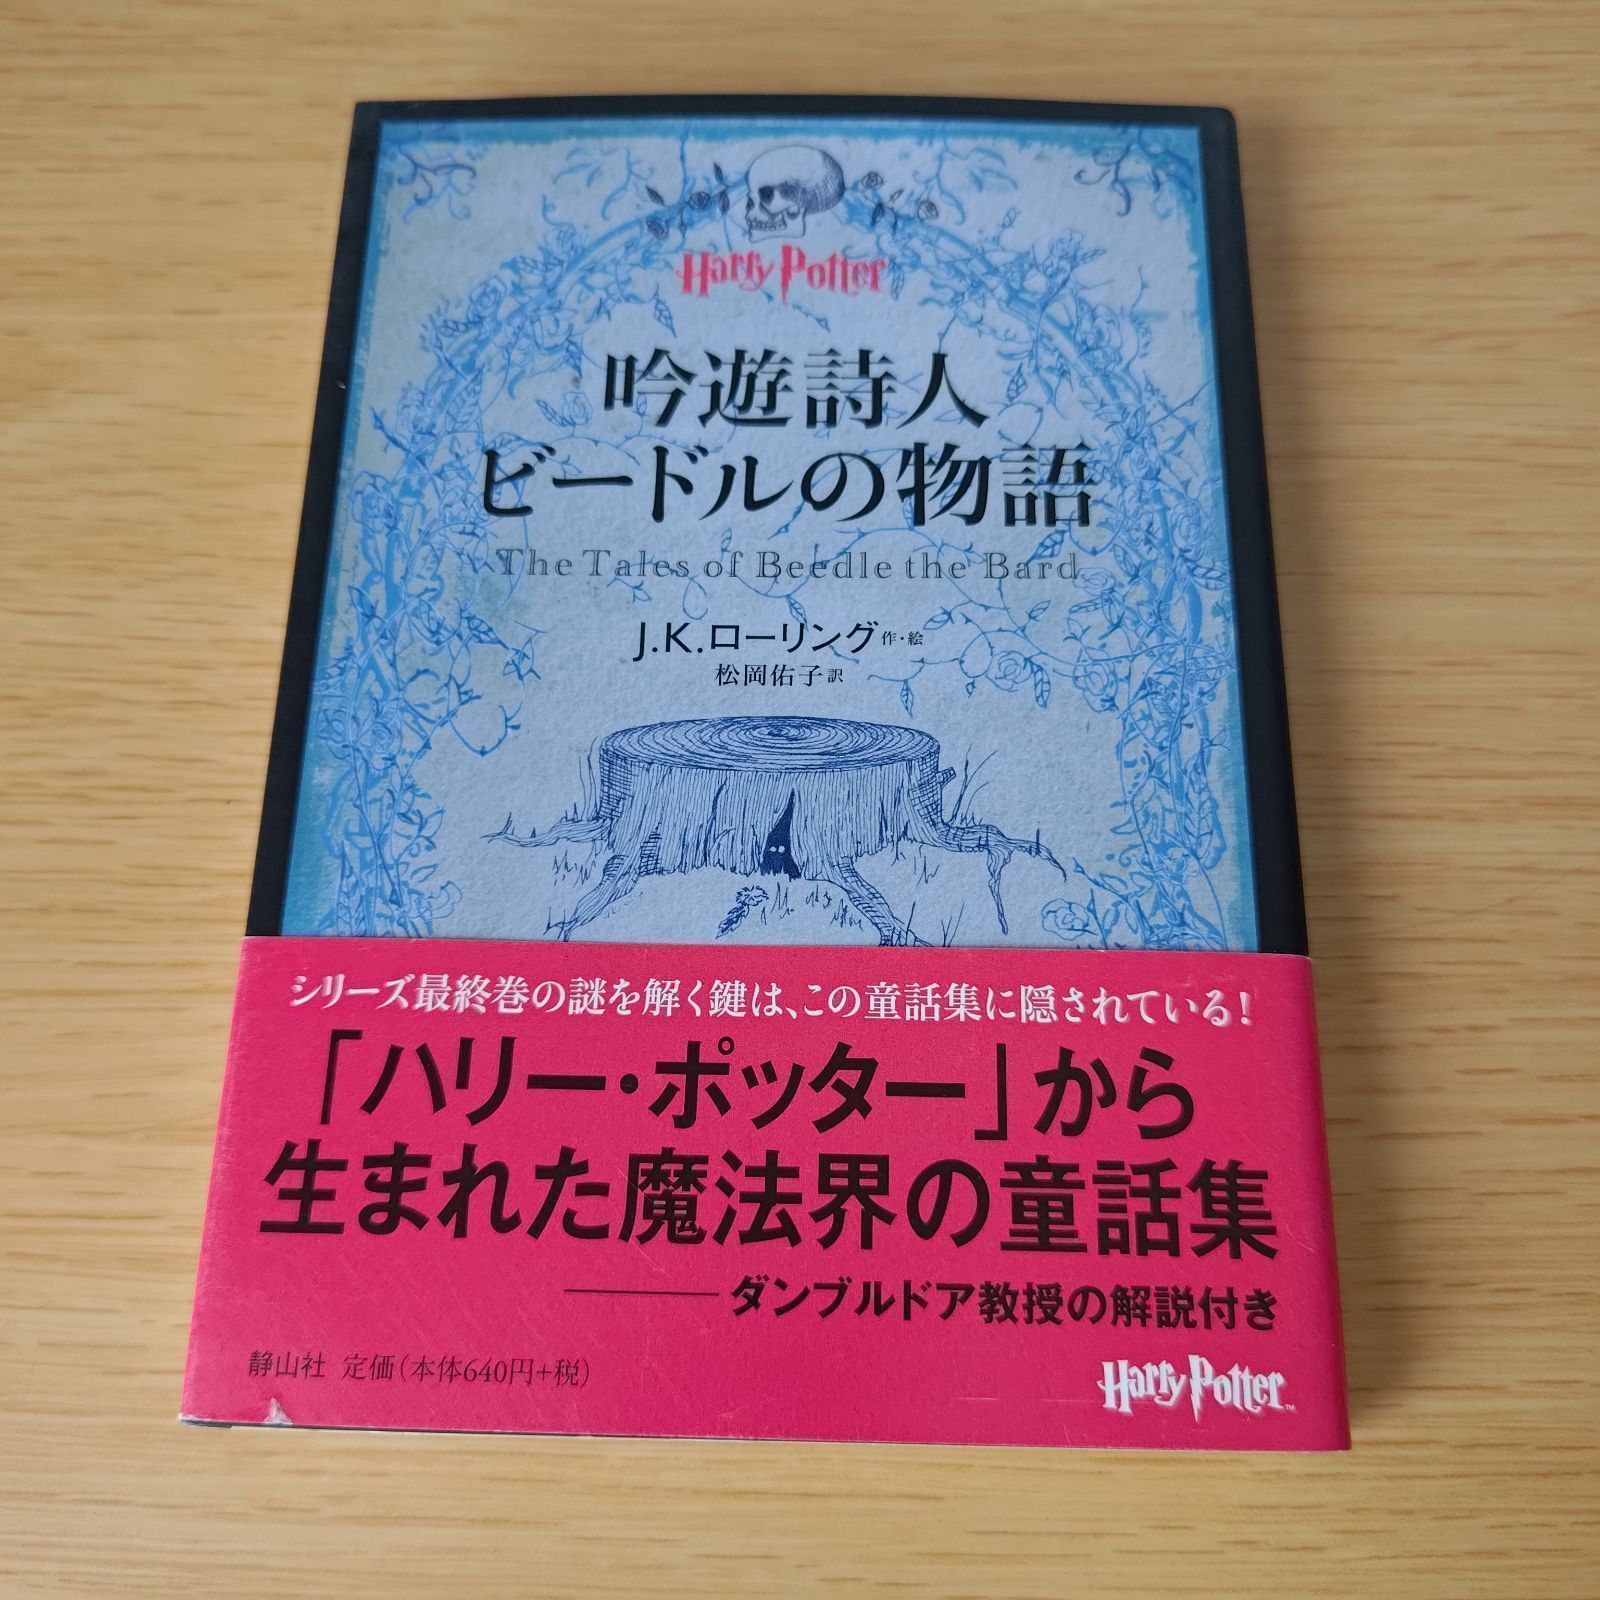 Harry Potter
吟遊詩人
ビードルの物語
The Tales of Beedle the Bard
J.K.ローリング 作・絵
松岡佑子 訳
シリーズ最終巻の謎を解く鍵は、この童話集に隠されている!
「ハリー・ポッター」から
生まれた魔法界の童話集
――ダンブルドア教授の解説付き
静山社 定価(本体640円+税)
Harry Potter™